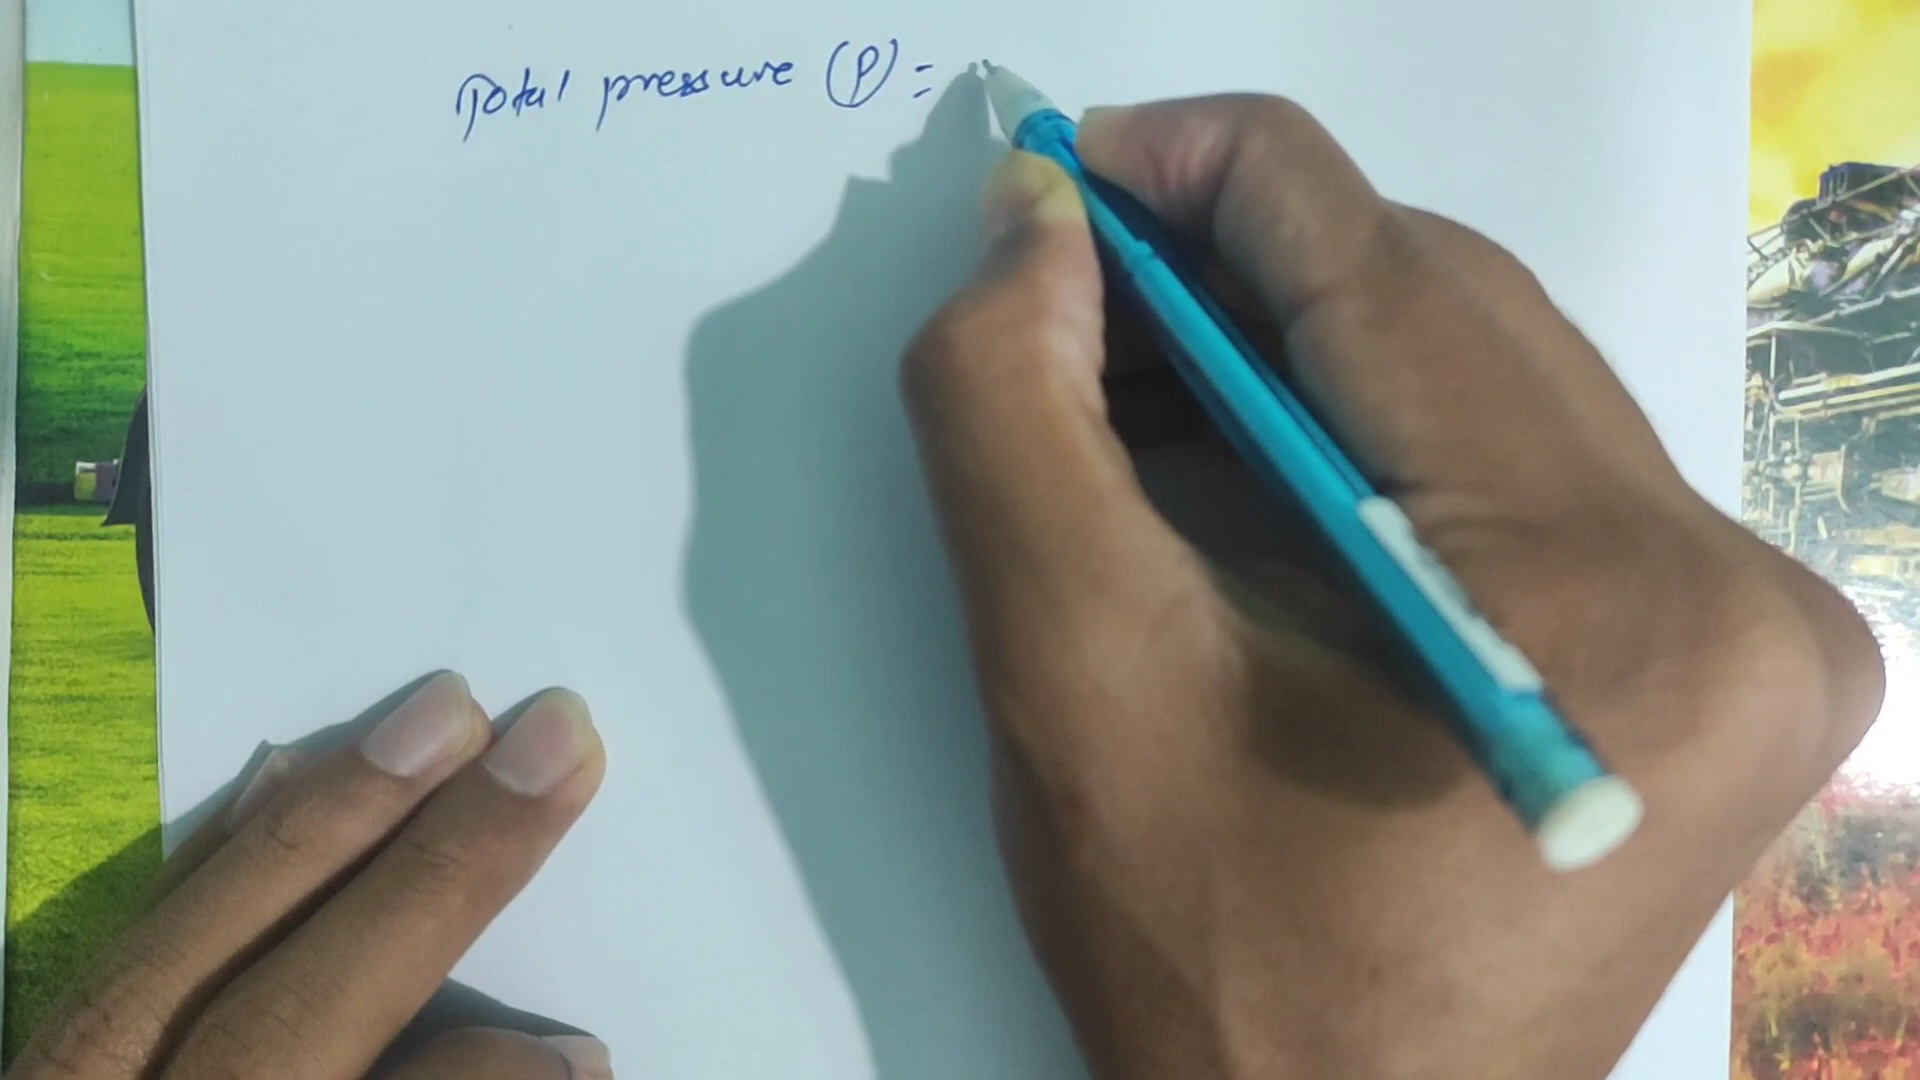 Total pressure (P) =